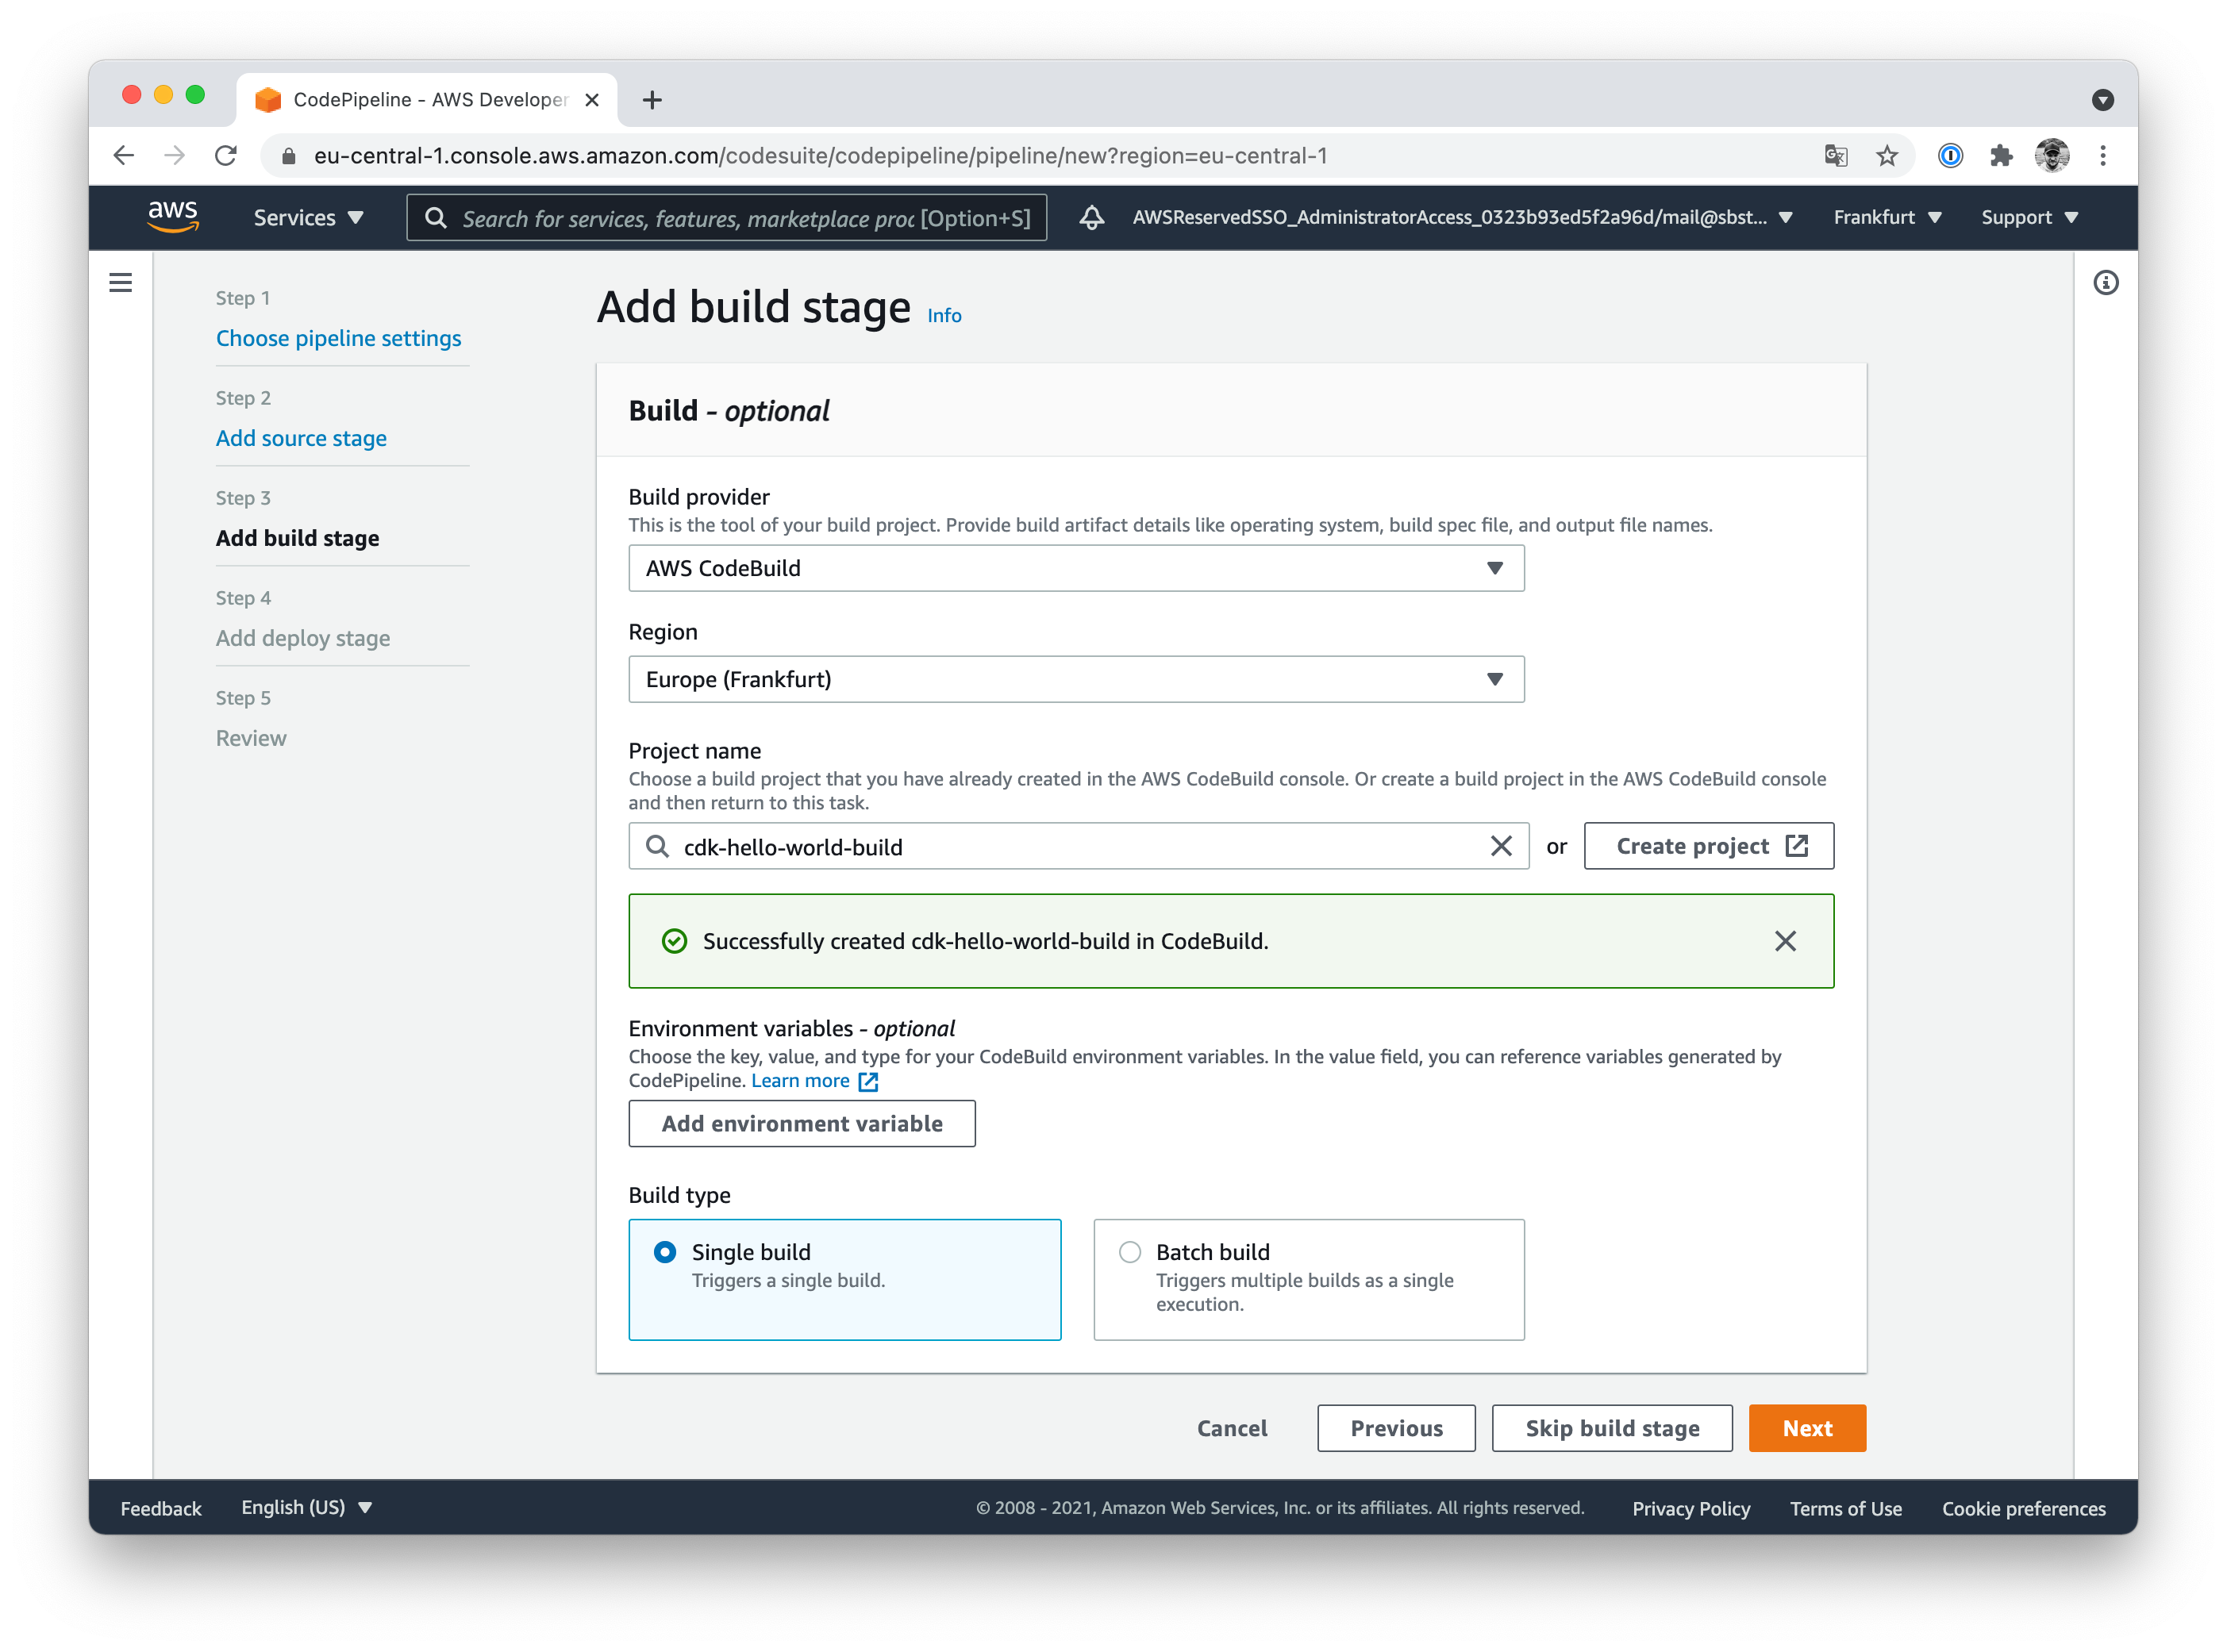 CodePipeline - AWS Developer
eu-central-1.console.aws.amazon.com/codesuite/codepipeline/pipeline/new?region=eu-central-1
aws
Services
Search for services, features, marketplace proc [Option+S]
AWSReservedSSO_AdministratorAccess_0323b93ed5f2a96d/mail@sbst...
Frankfurt
Support
Step 1
Choose pipeline settings
Step 2
Add source stage
Step 3
Add build stage
Step 4
Add deploy stage
Step 5
Review
Add build stage Info
Build - optional
Build provider
This is the tool of your build project. Provide build artifact details like operating system, build spec file, and output file names.
AWS CodeBuild
Region
Europe (Frankfurt)
Project name
Choose a build project that you have already created in the AWS CodeBuild console. Or create a build project in the AWS CodeBuild console
and then return to this task.
cdk-hello-world-build
or
Create project
Successfully created cdk-hello-world-build in CodeBuild.
Environment variables - optional
Choose the key, value, and type for your CodeBuild environment variables. In the value field, you can reference variables generated by
CodePipeline. Learn more
Add environment variable
Build type
Single build
Triggers a single build.
Batch build
Triggers multiple builds as a single
execution.
Cancel
Previous
Skip build stage
Next
Feedback
English (US)
© 2008 - 2021, Amazon Web Services, Inc. or its affiliates. All rights reserved.
Privacy Policy
Terms of Use
Cookie preferences